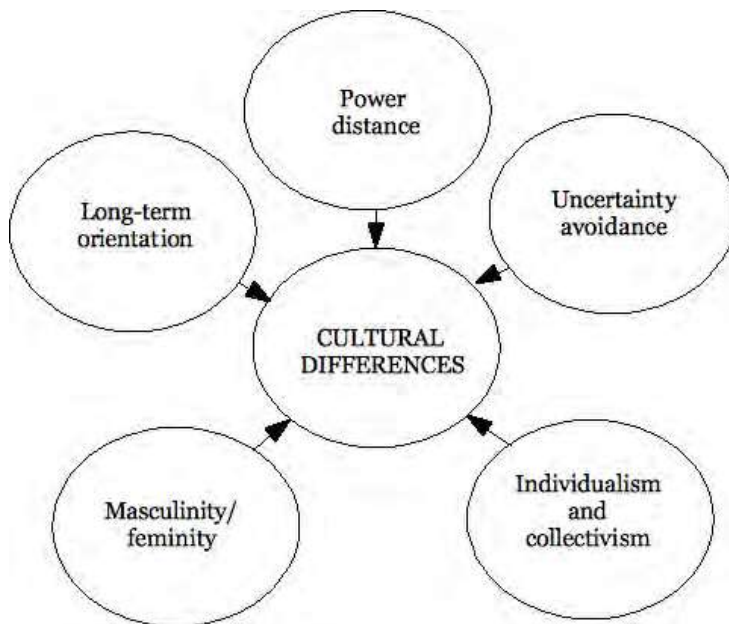 Power
distance
Uncertainty
avoidance
Long-term
orientation
CULTURAL
DIFFERENCES
Masculinity/
feminity
Individualism
and
collectivism